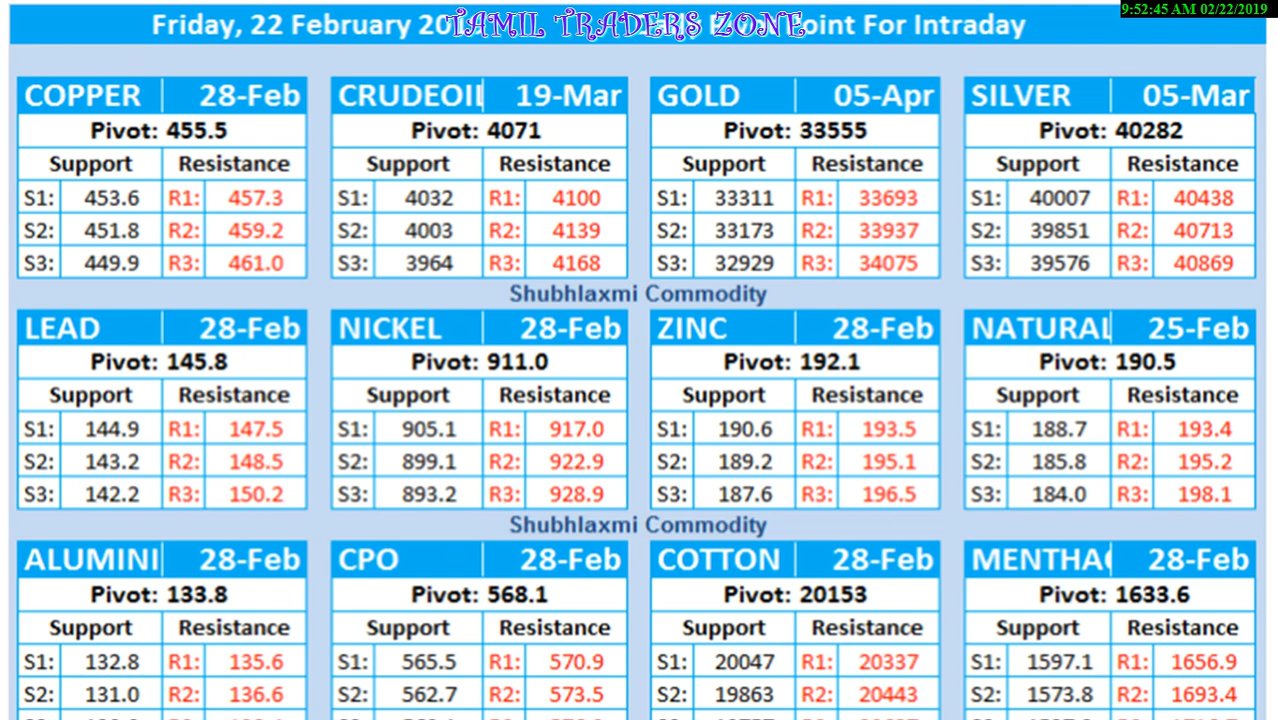 9:52:45 AM 02/22/2019
Friday, 22 February TAMIL TRADERS ZONE For Intraday
COPPER 28-Feb CRUDEOIL 19-Mar GOLD 05-Apr SILVER 05-Mar
Pivot: 455.5 Pivot: 4071 Pivot: 33555 Pivot: 40282
Support Resistance Support Resistance Support Resistance Support Resistance
S1: 453.6 R1: 457.3 S1: 4032 R1: 4100 S1: 33311 R1: 33693 S1: 40007 R1: 40438
S2: 451.8 R2: 459.2 S2: 4003 R2: 4139 S2: 33173 R2: 33937 S2: 39851 R2: 40713
S3: 449.9 R3: 461.0 S3: 3964 R3: 4168 S3: 32929 R3: 34075 S3: 39576 R3: 40869
Shubhlaxmi Commodity
LEAD 28-Feb NICKEL 28-Feb ZINC 28-Feb NATURAL 25-Feb
Pivot: 145.8 Pivot: 911.0 Pivot: 192.1 Pivot: 190.5
Support Resistance Support Resistance Support Resistance Support Resistance
S1: 144.9 R1: 147.5 S1: 905.1 R1: 917.0 S1: 190.6 R1: 193.5 S1: 188.7 R1: 193.4
S2: 143.2 R2: 148.5 S2: 899.1 R2: 922.9 S2: 189.2 R2: 195.1 S2: 185.8 R2: 195.2
S3: 142.2 R3: 150.2 S3: 893.2 R3: 928.9 S3: 187.6 R3: 196.5 S3: 184.0 R3: 198.1
Shubhlaxmi Commodity
ALUMINI 28-Feb CPO 28-Feb COTTON 28-Feb MENTHAO 28-Feb
Pivot: 133.8 Pivot: 568.1 Pivot: 20153 Pivot: 1633.6
Support Resistance Support Resistance Support Resistance Support Resistance
S1: 132.8 R1: 135.6 S1: 565.5 R1: 570.9 S1: 20047 R1: 20337 S1: 1597.1 R1: 1656.9
S2: 131.0 R2: 136.6 S2: 562.7 R2: 573.5 S2: 19863 R2: 20443 S2: 1573.8 R2: 1693.4